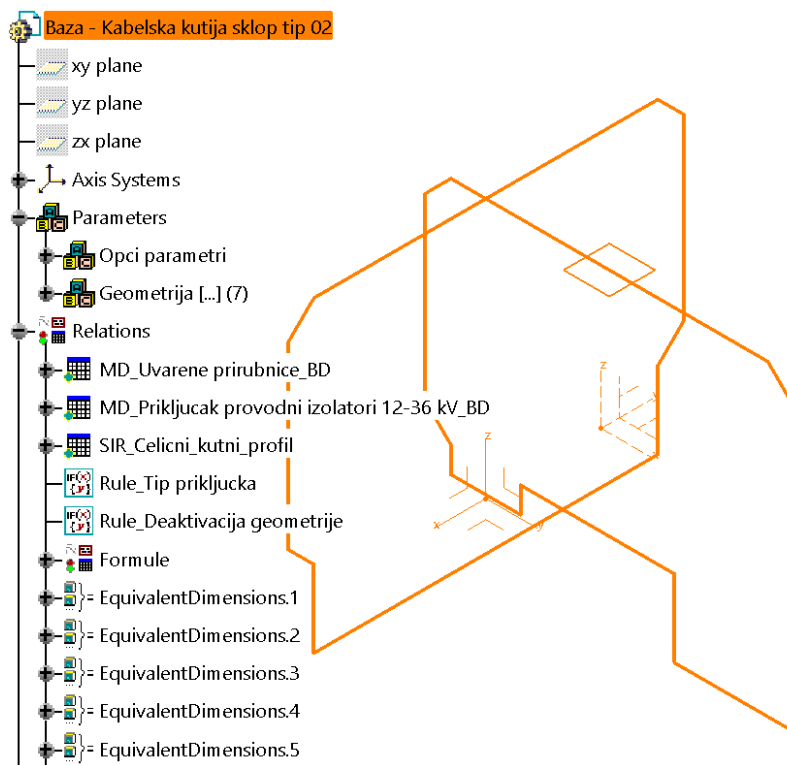 Baza - Kabelska kutija sklop tip 02
xy plane
yz plane
zx plane
Axis Systems
Parameters
Opci parametri
Geometrija [...] (7)
Relations
MD_Uvarene prirubnice_BD
MD_Prikljucak provodni izolatori 12-36 kV_BD
SIR_Celicni_kutni_profil
Rule_Tip prikljucka
Rule_Deaktivacija geometrije
Formule
EquivalentDimensions.1
EquivalentDimensions.2
EquivalentDimensions.3
EquivalentDimensions.4
EquivalentDimensions.5
z
z
x
y